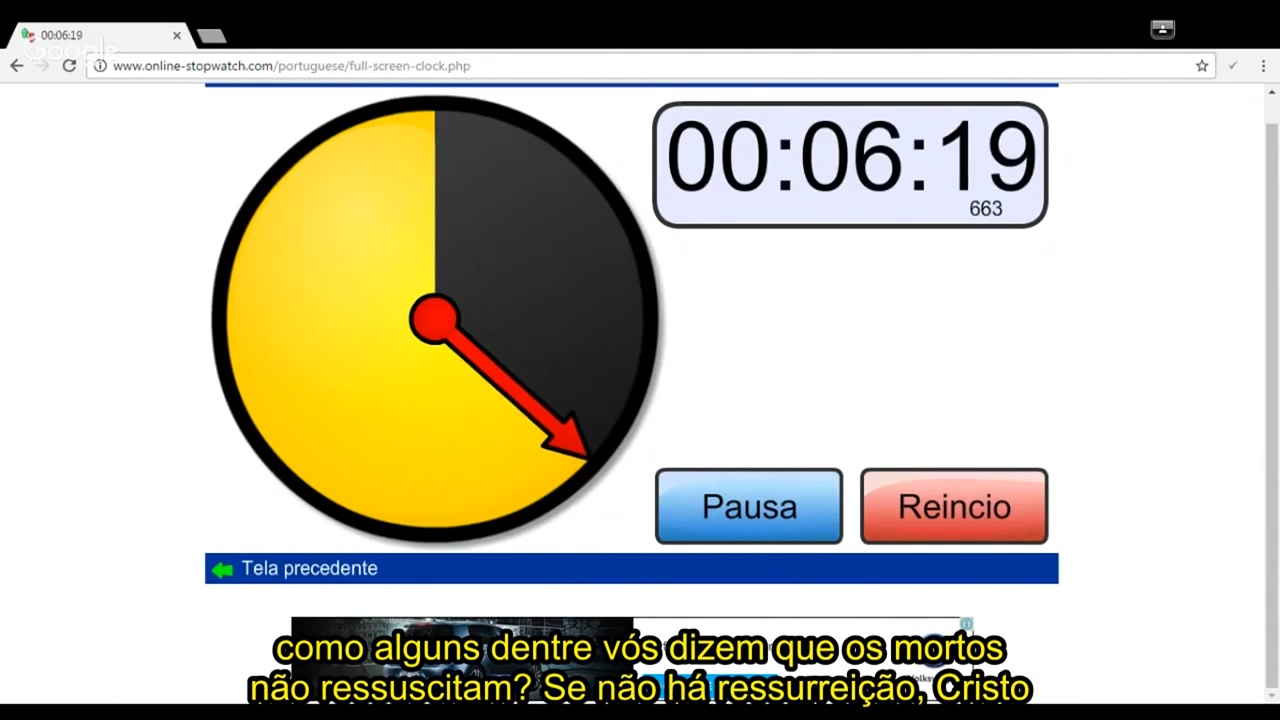 00:06:19
Google
www.online-stopwatch.com/portuguese/full-screen-clock.php
00:06:19
663
Pausa
Reincio
Tela precedente
como alguns dentre vós dizem que os mortos
não ressuscitam? Se não há ressurreição, Cristo